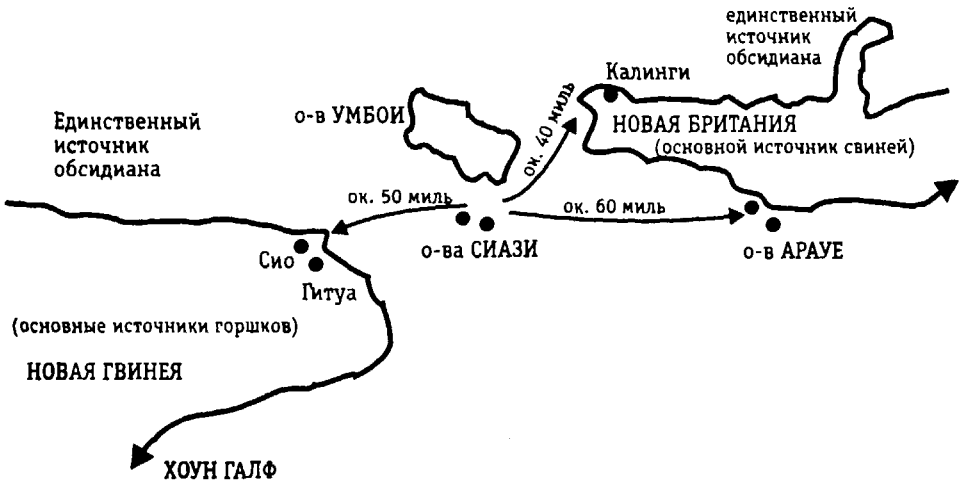 единственный
источник
обсидиана
Калинги
о-в УМБОИ
ок. 40 миль
НОВАЯ БРИТАНИЯ
(основной источник свиней)
Единственный
источник
обсидиана
ок. 50 миль
ок. 60 миль
о-ва СИАЗИ
о-в АРАУЕ
Сио
Гитуа
(основные источники горшков)
НОВАЯ ГВИНЕЯ
ХОУН ГАЛФ